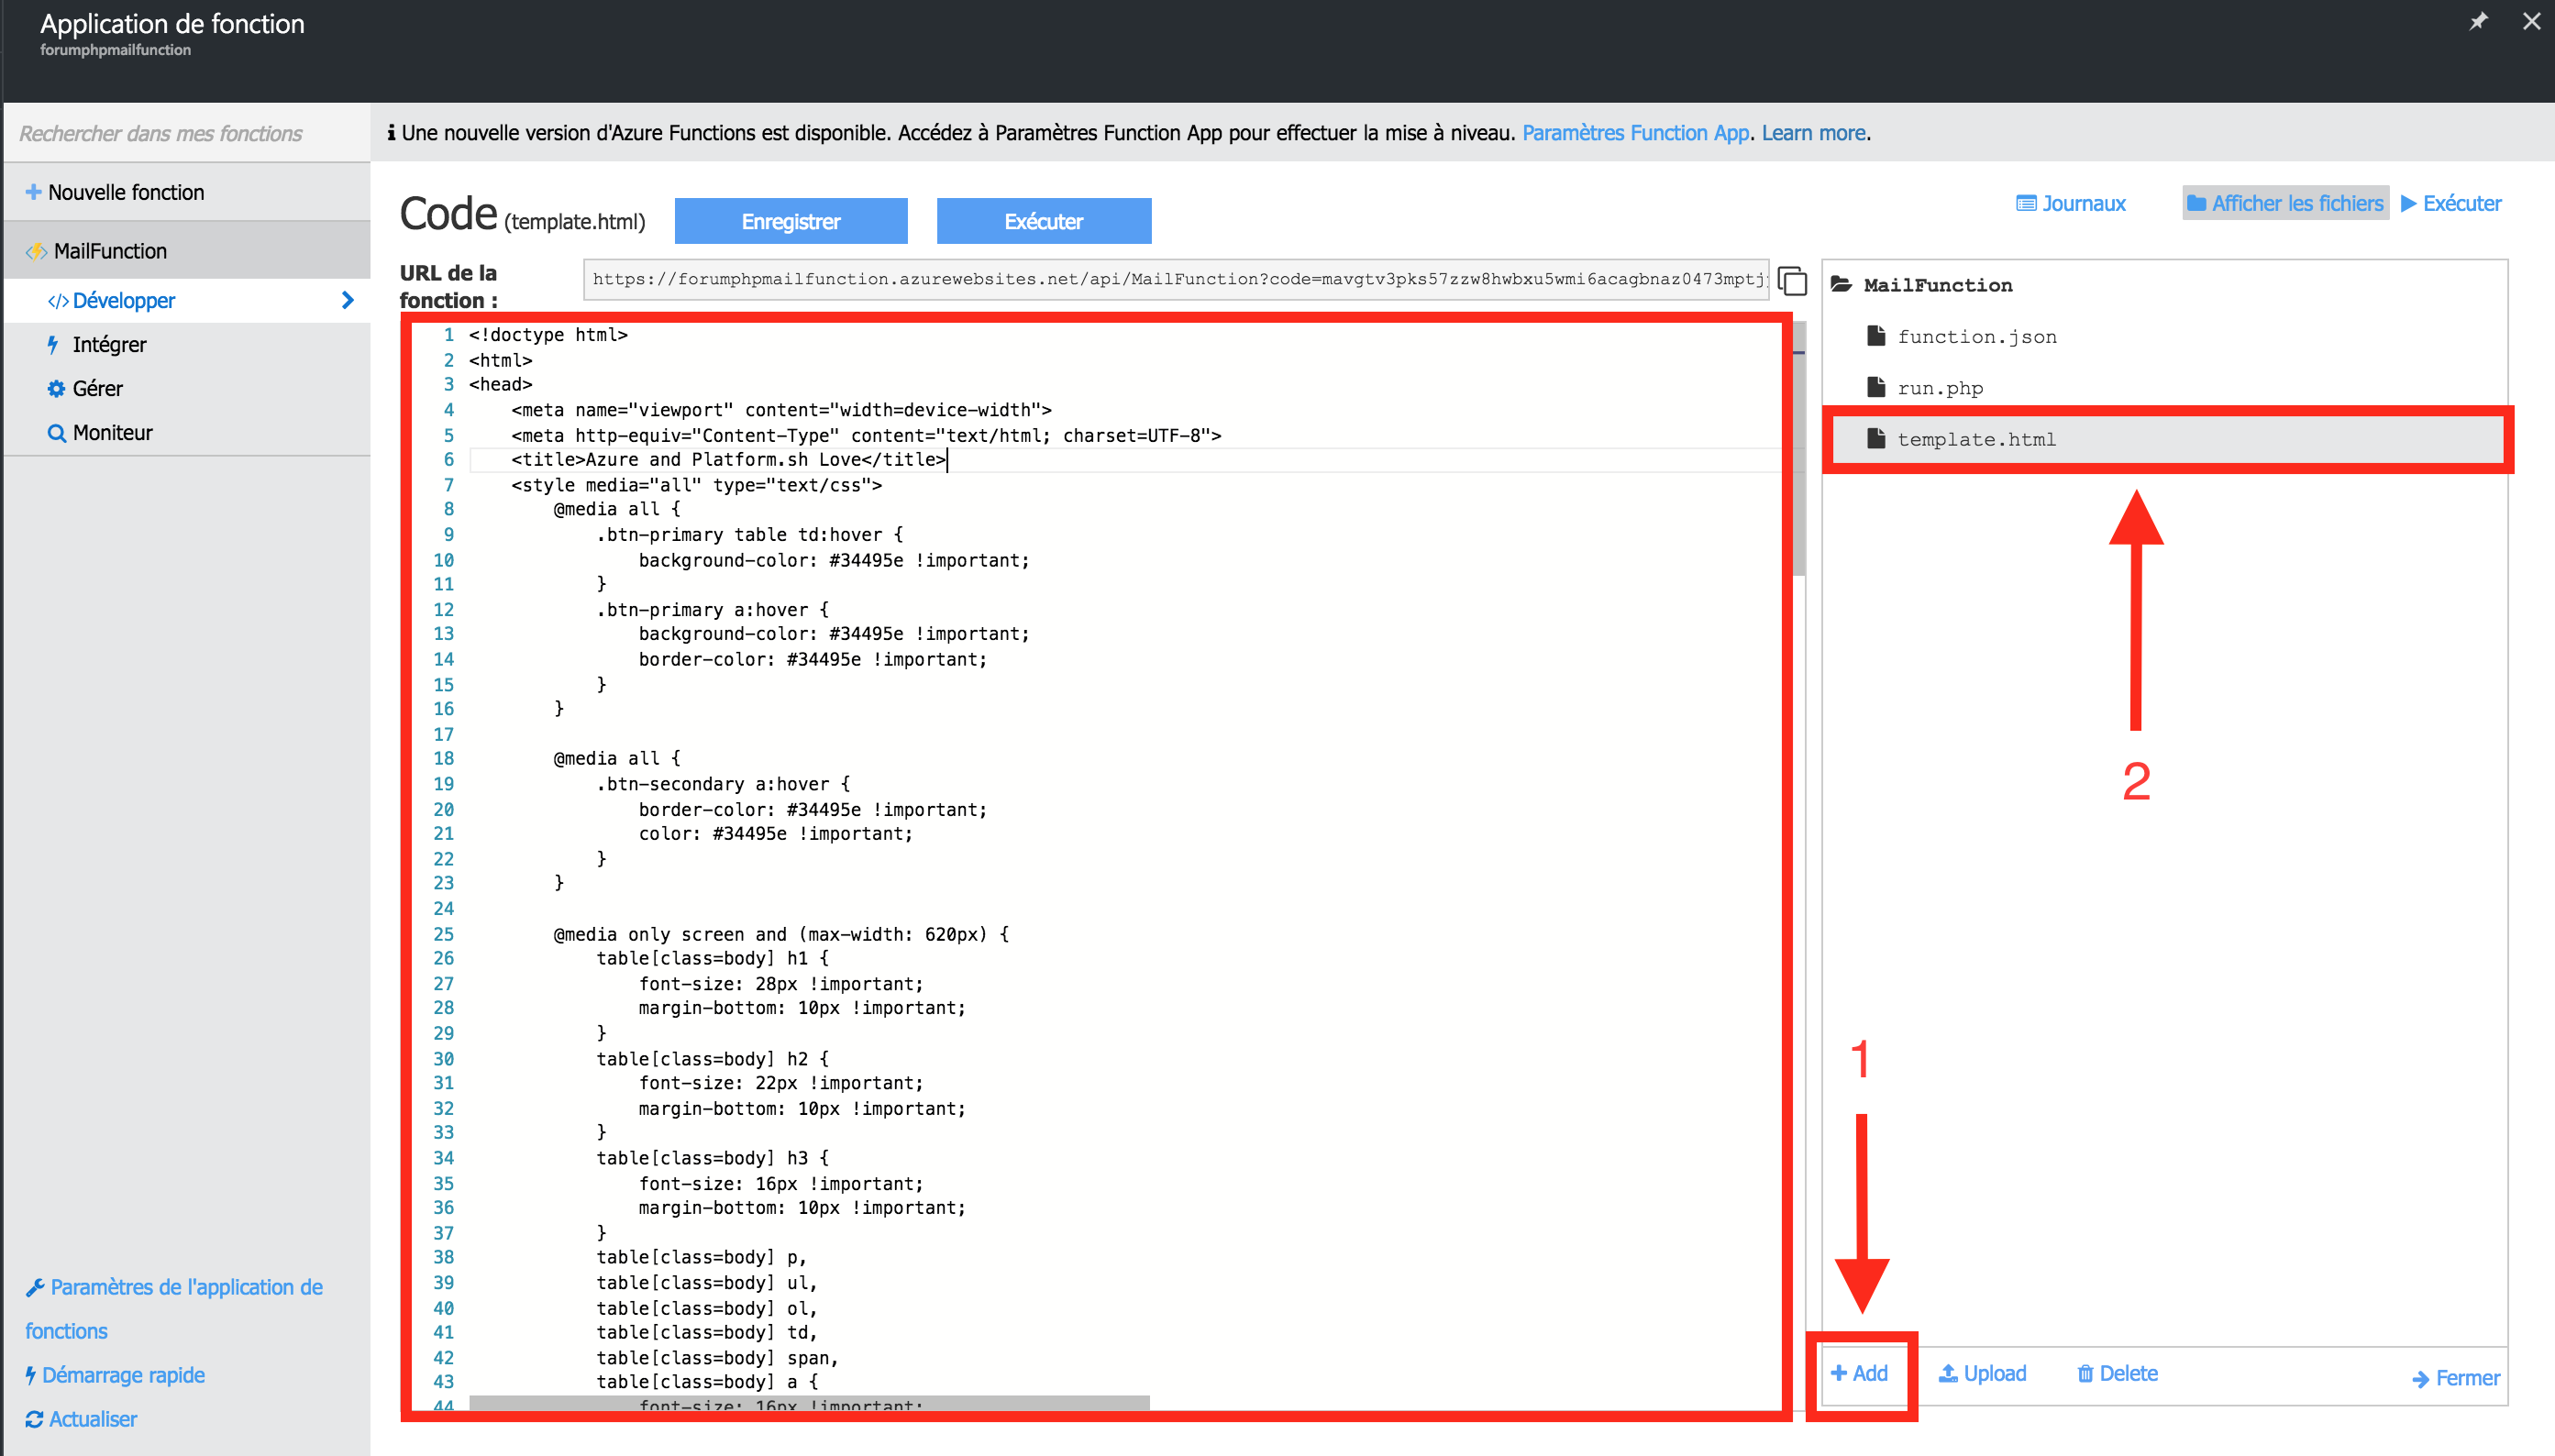 Application de fonction
forumphpmailfunction
Rechercher dans mes fonctions
Une nouvelle version d'Azure Functions est disponible. Accédez à Paramètres Function App pour effectuer la mise à niveau. Paramètres Function App. Learn more.
Nouvelle fonction
MailFunction
</> Développer
Intégrer
Gérer
Moniteur
Code (template.html)
Enregistrer
Exécuter
Journaux
Afficher les fichiers
Exécuter
URL de la
fonction :
https://forumphpmailfunction.azurewebsites.net/api/MailFunction?code=mavgtv3pks57zzw8hwbxu5wmi6acagbnaz0473mptj
1 <!doctype html>
2 <html>
3 <head>
4     <meta name="viewport" content="width=device-width">
5     <meta http-equiv="Content-Type" content="text/html; charset=UTF-8">
6     <title>Azure and Platform.sh Love</title>
7     <style media="all" type="text/css">
8         @media all {
9             .btn-primary table td:hover {
10                 background-color: #34495e !important;
11             }
12             .btn-primary a:hover {
13                 background-color: #34495e !important;
14                 border-color: #34495e !important;
15             }
16         }
17
18         @media all {
19             .btn-secondary a:hover {
20                 border-color: #34495e !important;
21                 color: #34495e !important;
22             }
23         }
24
25         @media only screen and (max-width: 620px) {
26             table[class=body] h1 {
27                 font-size: 28px !important;
28                 margin-bottom: 10px !important;
29             }
30             table[class=body] h2 {
31                 font-size: 22px !important;
32                 margin-bottom: 10px !important;
33             }
34             table[class=body] h3 {
35                 font-size: 16px !important;
36                 margin-bottom: 10px !important;
37             }
38             table[class=body] p,
39             table[class=body] ul,
40             table[class=body] ol,
41             table[class=body] td,
42             table[class=body] span,
43             table[class=body] a {
44                 font-size: 16px !important;
MailFunction
function.json
run.php
template.html
2
1
Add
Upload
Delete
Fermer
Paramètres de l'application de
fonctions
Démarrage rapide
Actualiser